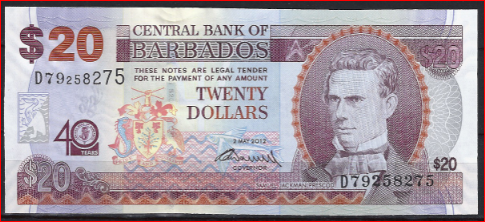 CENTRAL BANK OF
BARBADOS
$20
$20
D79258275
THESE NOTES ARE LEGAL TENDER
FOR THE PAYMENT OF ANY AMOUNT
TWENTY
DOLLARS
40
YEARS
2 MAY 2012
GOVERNOR
$20
$20
SAMUEL JACKMAN PRESCOD
D79258275